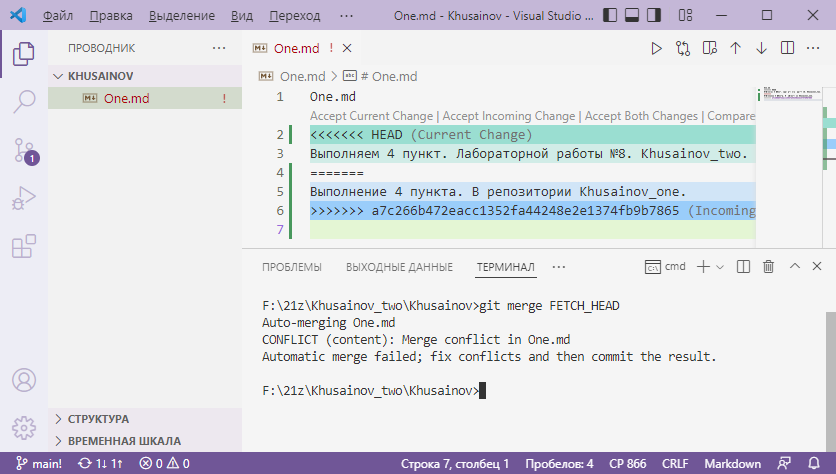 Файл Правка Выделение Вид Переход ··· One.md - Khusainov - Visual Studio ...
ПРОВОДНИК ···
One.md !
KHUSAINOV
One.md !
One.md > # One.md
1 One.md
Accept Current Change | Accept Incoming Change | Accept Both Changes | Compare
2 <<<<<<< HEAD (Current Change)
3 Выполняем 4 пункт. Лабораторной работы №8. Khusainov_two.
4 =======
5 Выполнение 4 пункта. В репозитории Khusainov_one.
6 >>>>>>> a7c266b472eacc1352fa44248e2e1374fb9b7865 (Incoming
7
1
ПРОБЛЕМЫ ВЫХОДНЫЕ ДАННЫЕ ТЕРМИНАЛ ··· cmd
F:\21z\Khusainov_two\Khusainov>git merge FETCH_HEAD
Auto-merging One.md
CONFLICT (content): Merge conflict in One.md
Automatic merge failed; fix conflicts and then commit the result.
F:\21z\Khusainov_two\Khusainov>
СТРУКТУРА
ВРЕМЕННАЯ ШКАЛА
main! 1↓ 1↑ 0 0 Строка 7, столбец 1 Пробелов: 4 CP 866 CRLF Markdown